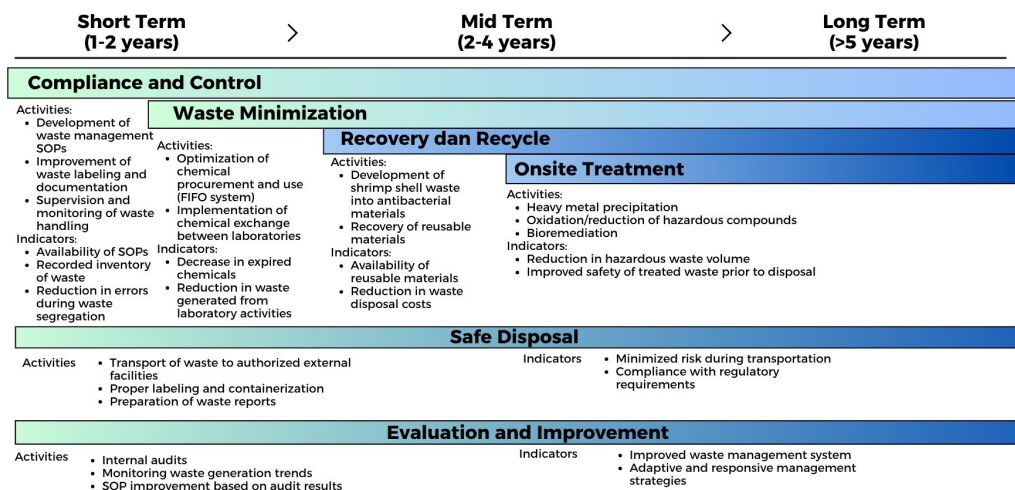 Short Term
(1-2 years)
Mid Term
(2-4 years)
Long Term
(>5 years)
Compliance and Control
Activities:
• Development of
waste management
SOPs
• Improvement of
waste labeling and
documentation
• Supervision and
monitoring of waste
handling
Indicators:
• Availability of SOPs
• Recorded inventory
of waste
• Reduction in errors
during waste
segregation
Waste Minimization
Activities:
• Optimization of
chemical
procurement and use
(FIFO system)
• Implementation of
chemical exchange
between laboratories
Indicators:
• Decrease in expired
chemicals
• Reduction in waste
generated from
laboratory activities
Recovery dan Recycle
Activities:
• Development of
shrimp shell waste
into antibacterial
materials
• Recovery of reusable
materials
Indicators:
• Availability of
reusable materials
• Reduction in waste
disposal costs
Onsite Treatment
Activities:
• Heavy metal precipitation
• Oxidation/reduction of hazardous compounds
• Bioremediation
Indicators:
• Reduction in hazardous waste volume
• Improved safety of treated waste prior to disposal
Safe Disposal
Activities
• Transport of waste to authorized external
facilities
• Proper labeling and containerization
• Preparation of waste reports
Indicators
• Minimized risk during transportation
• Compliance with regulatory
requirements
Evaluation and Improvement
Activities
• Internal audits
• Monitoring waste generation trends
• SOP improvement based on audit results
Indicators
• Improved waste management system
• Adaptive and responsive management
strategies